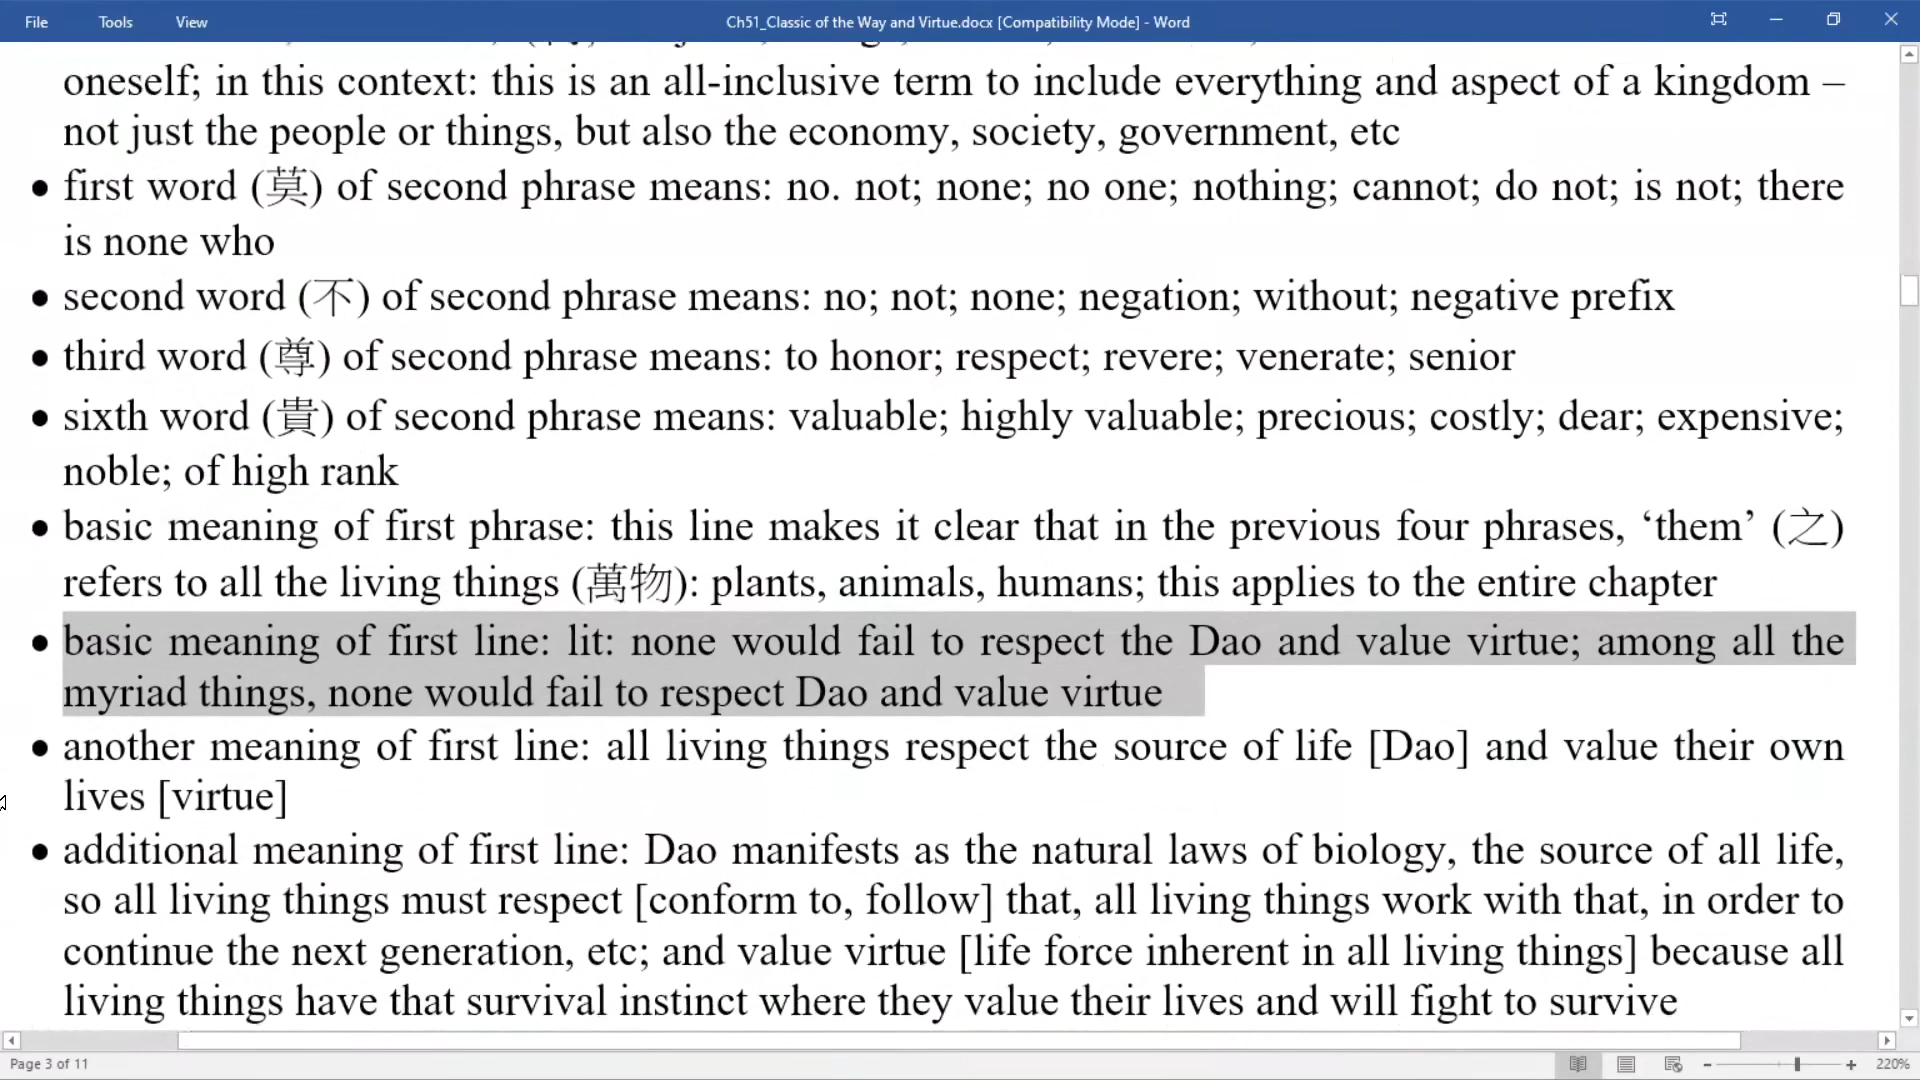 File Tools View Ch51_Classic of the Way and Virtue.docx [Compatibility Mode] - Word
oneself; in this context: this is an all-inclusive term to include everything and aspect of a kingdom –
not just the people or things, but also the economy, society, government, etc
● first word (莫) of second phrase means: no. not; none; no one; nothing; cannot; do not; is not; there
is none who
● second word (不) of second phrase means: no; not; none; negation; without; negative prefix
● third word (尊) of second phrase means: to honor; respect; revere; venerate; senior
● sixth word (貴) of second phrase means: valuable; highly valuable; precious; costly; dear; expensive;
noble; of high rank
● basic meaning of first phrase: this line makes it clear that in the previous four phrases, ‘them’ (之)
refers to all the living things (萬物): plants, animals, humans; this applies to the entire chapter
● basic meaning of first line: lit: none would fail to respect the Dao and value virtue; among all the
myriad things, none would fail to respect Dao and value virtue
● another meaning of first line: all living things respect the source of life [Dao] and value their own
lives [virtue]
● additional meaning of first line: Dao manifests as the natural laws of biology, the source of all life,
so all living things must respect [conform to, follow] that, all living things work with that, in order to
continue the next generation, etc; and value virtue [life force inherent in all living things] because all
living things have that survival instinct where they value their lives and will fight to survive
Page 3 of 11 220%